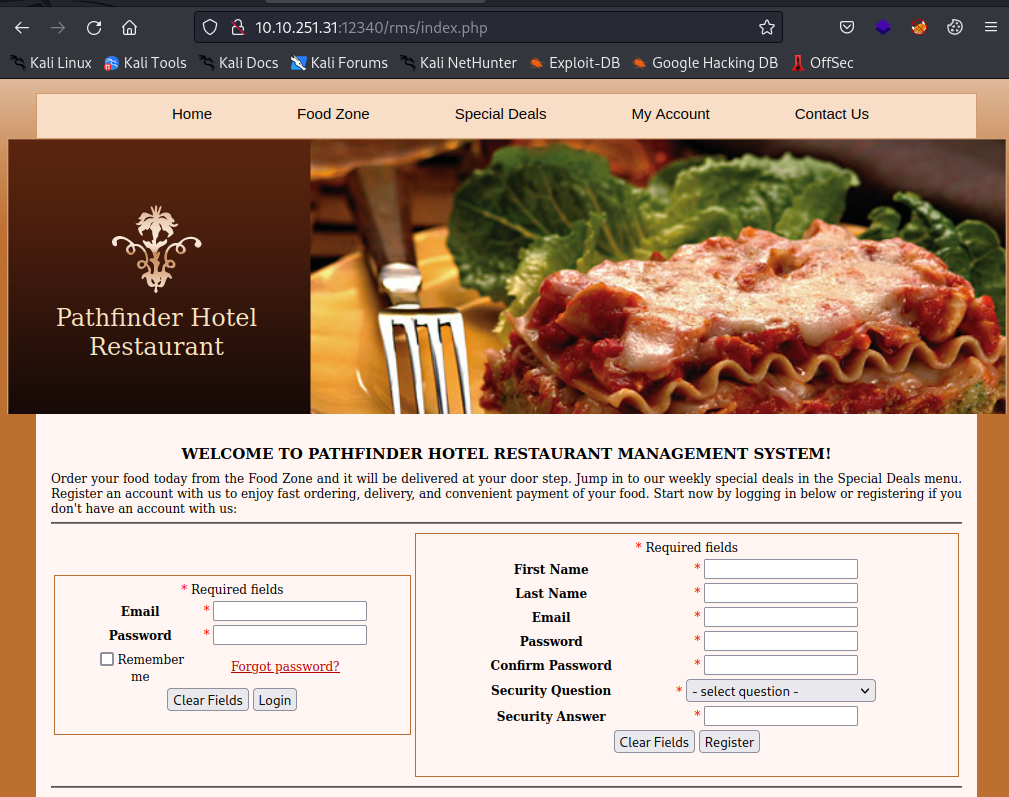 10.10.251.31:12340/rms/index.php
Kali Linux Kali Tools Kali Docs Kali Forums Kali NetHunter Exploit-DB Google Hacking DB OffSec
Home Food Zone Special Deals My Account Contact Us
Pathfinder Hotel
Restaurant
WELCOME TO PATHFINDER HOTEL RESTAURANT MANAGEMENT SYSTEM!
Order your food today from the Food Zone and it will be delivered at your door step. Jump in to our weekly special deals in the Special Deals menu.
Register an account with us to enjoy fast ordering, delivery, and convenient payment of your food. Start now by logging in below or registering if you
don't have an account with us:
* Required fields
Email *
Password *
Remember
me
Forgot password?
Clear Fields Login
* Required fields
First Name *
Last Name *
Email *
Password *
Confirm Password *
Security Question * - select question -
Security Answer *
Clear Fields Register